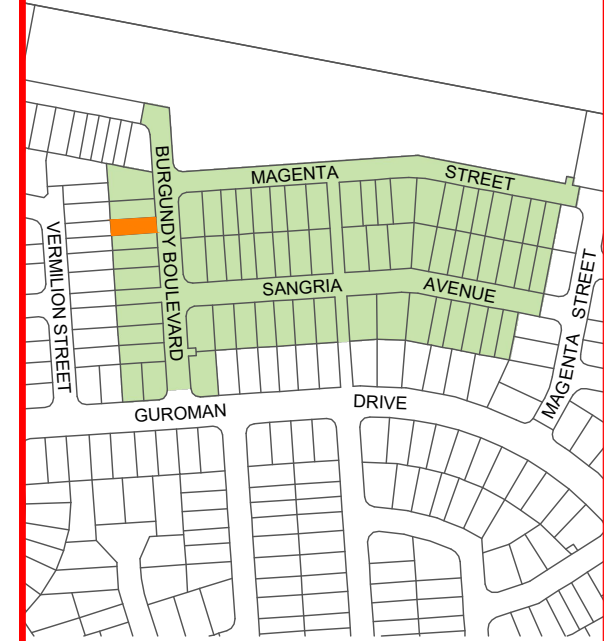 MAGENTA STREET
BURGUNDY BOULEVARD
VERMILION STREET
SANGRIA AVENUE
MAGENTA STREET
GUROMAN DRIVE